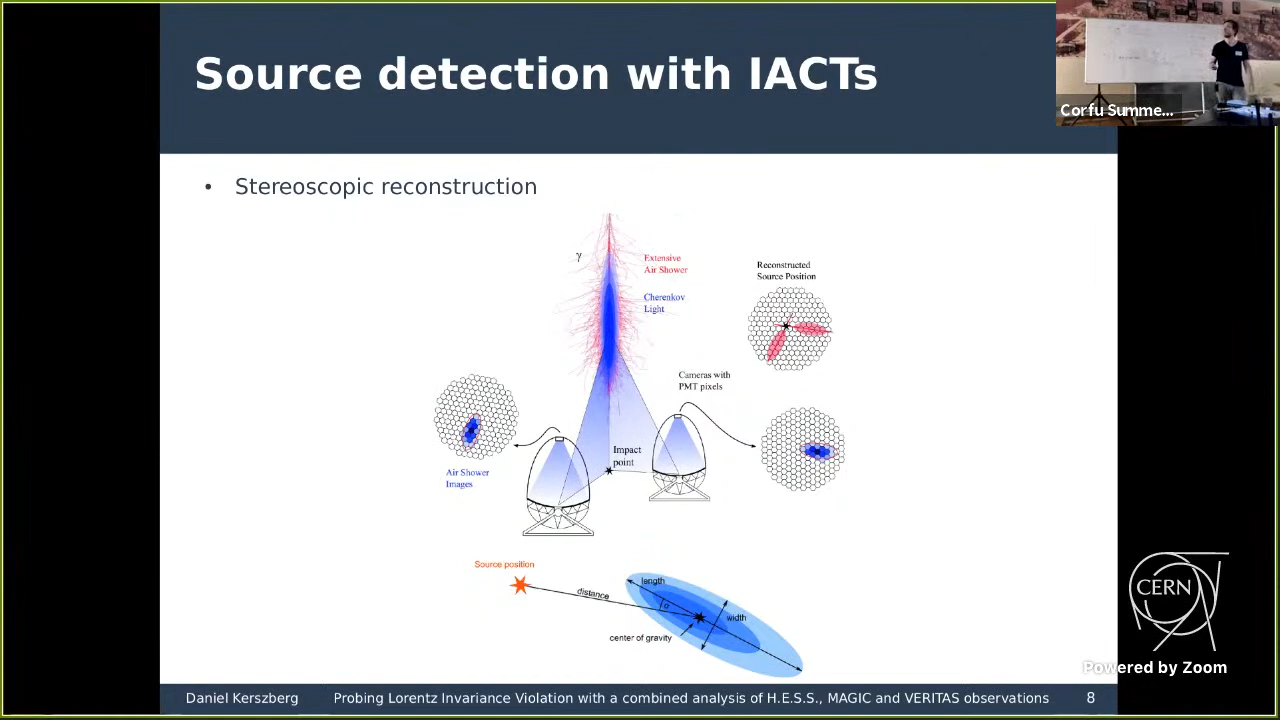 Source detection with IACTs
Corfu Summe...
• Stereoscopic reconstruction
γ
Extensive
Air Shower
Cherenkov
Light
Reconstructed
Source Position
Cameras with
PMT pixels
Impact
point
Air Shower
Images
Source position
distance
length
α
width
center of gravity
CERN
Powered by Zoom
Daniel Kerszberg
Probing Lorentz Invariance Violation with a combined analysis of H.E.S.S., MAGIC and VERITAS observations
8